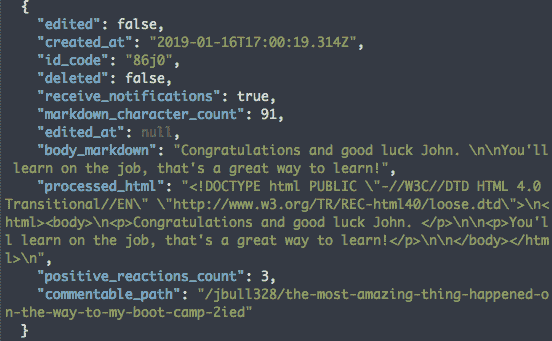 {
"edited": false,
"created_at": "2019-01-16T17:00:19.314Z",
"id_code": "86j0",
"deleted": false,
"receive_notifications": true,
"markdown_character_count": 91,
"edited_at": null,
"body_markdown": "Congratulations and good luck John. \n\nYou'll
learn on the job, that's a great way to learn!",
"processed_html": "<!DOCTYPE html PUBLIC \"-//W3C//DTD HTML 4.0
Transitional//EN\" \"http://www.w3.org/TR/REC-html40/loose.dtd\">\n<
html><body>\n<p>Congratulations and good luck John. </p>\n\n<p>You'l
l learn on the job, that's a great way to learn!</p>\n\n</body></htm
l>\n",
"positive_reactions_count": 3,
"commentable_path": "/jbull328/the-most-amazing-thing-happened-o
n-the-way-to-my-boot-camp-2ied"
}